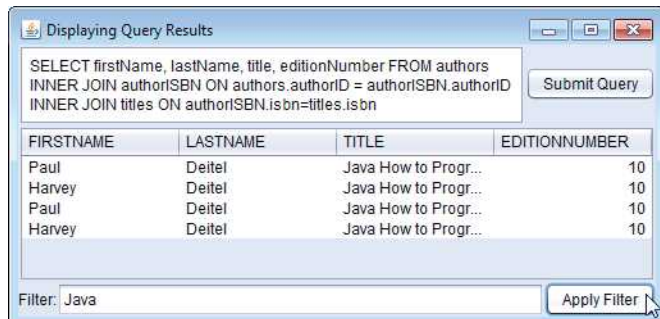 Displaying Query Results
SELECT firstName, lastName, title, editionNumber FROM authors
INNER JOIN authorISBN ON authors.authorID = authorISBN.authorID
INNER JOIN titles ON authorISBN.isbn=titles.isbn
Submit Query
FIRSTNAME LASTNAME TITLE EDITIONNUMBER
Paul Deitel Java How to Progr... 10
Harvey Deitel Java How to Progr... 10
Paul Deitel Java How to Progr... 10
Harvey Deitel Java How to Progr... 10
Filter: Java Apply Filter